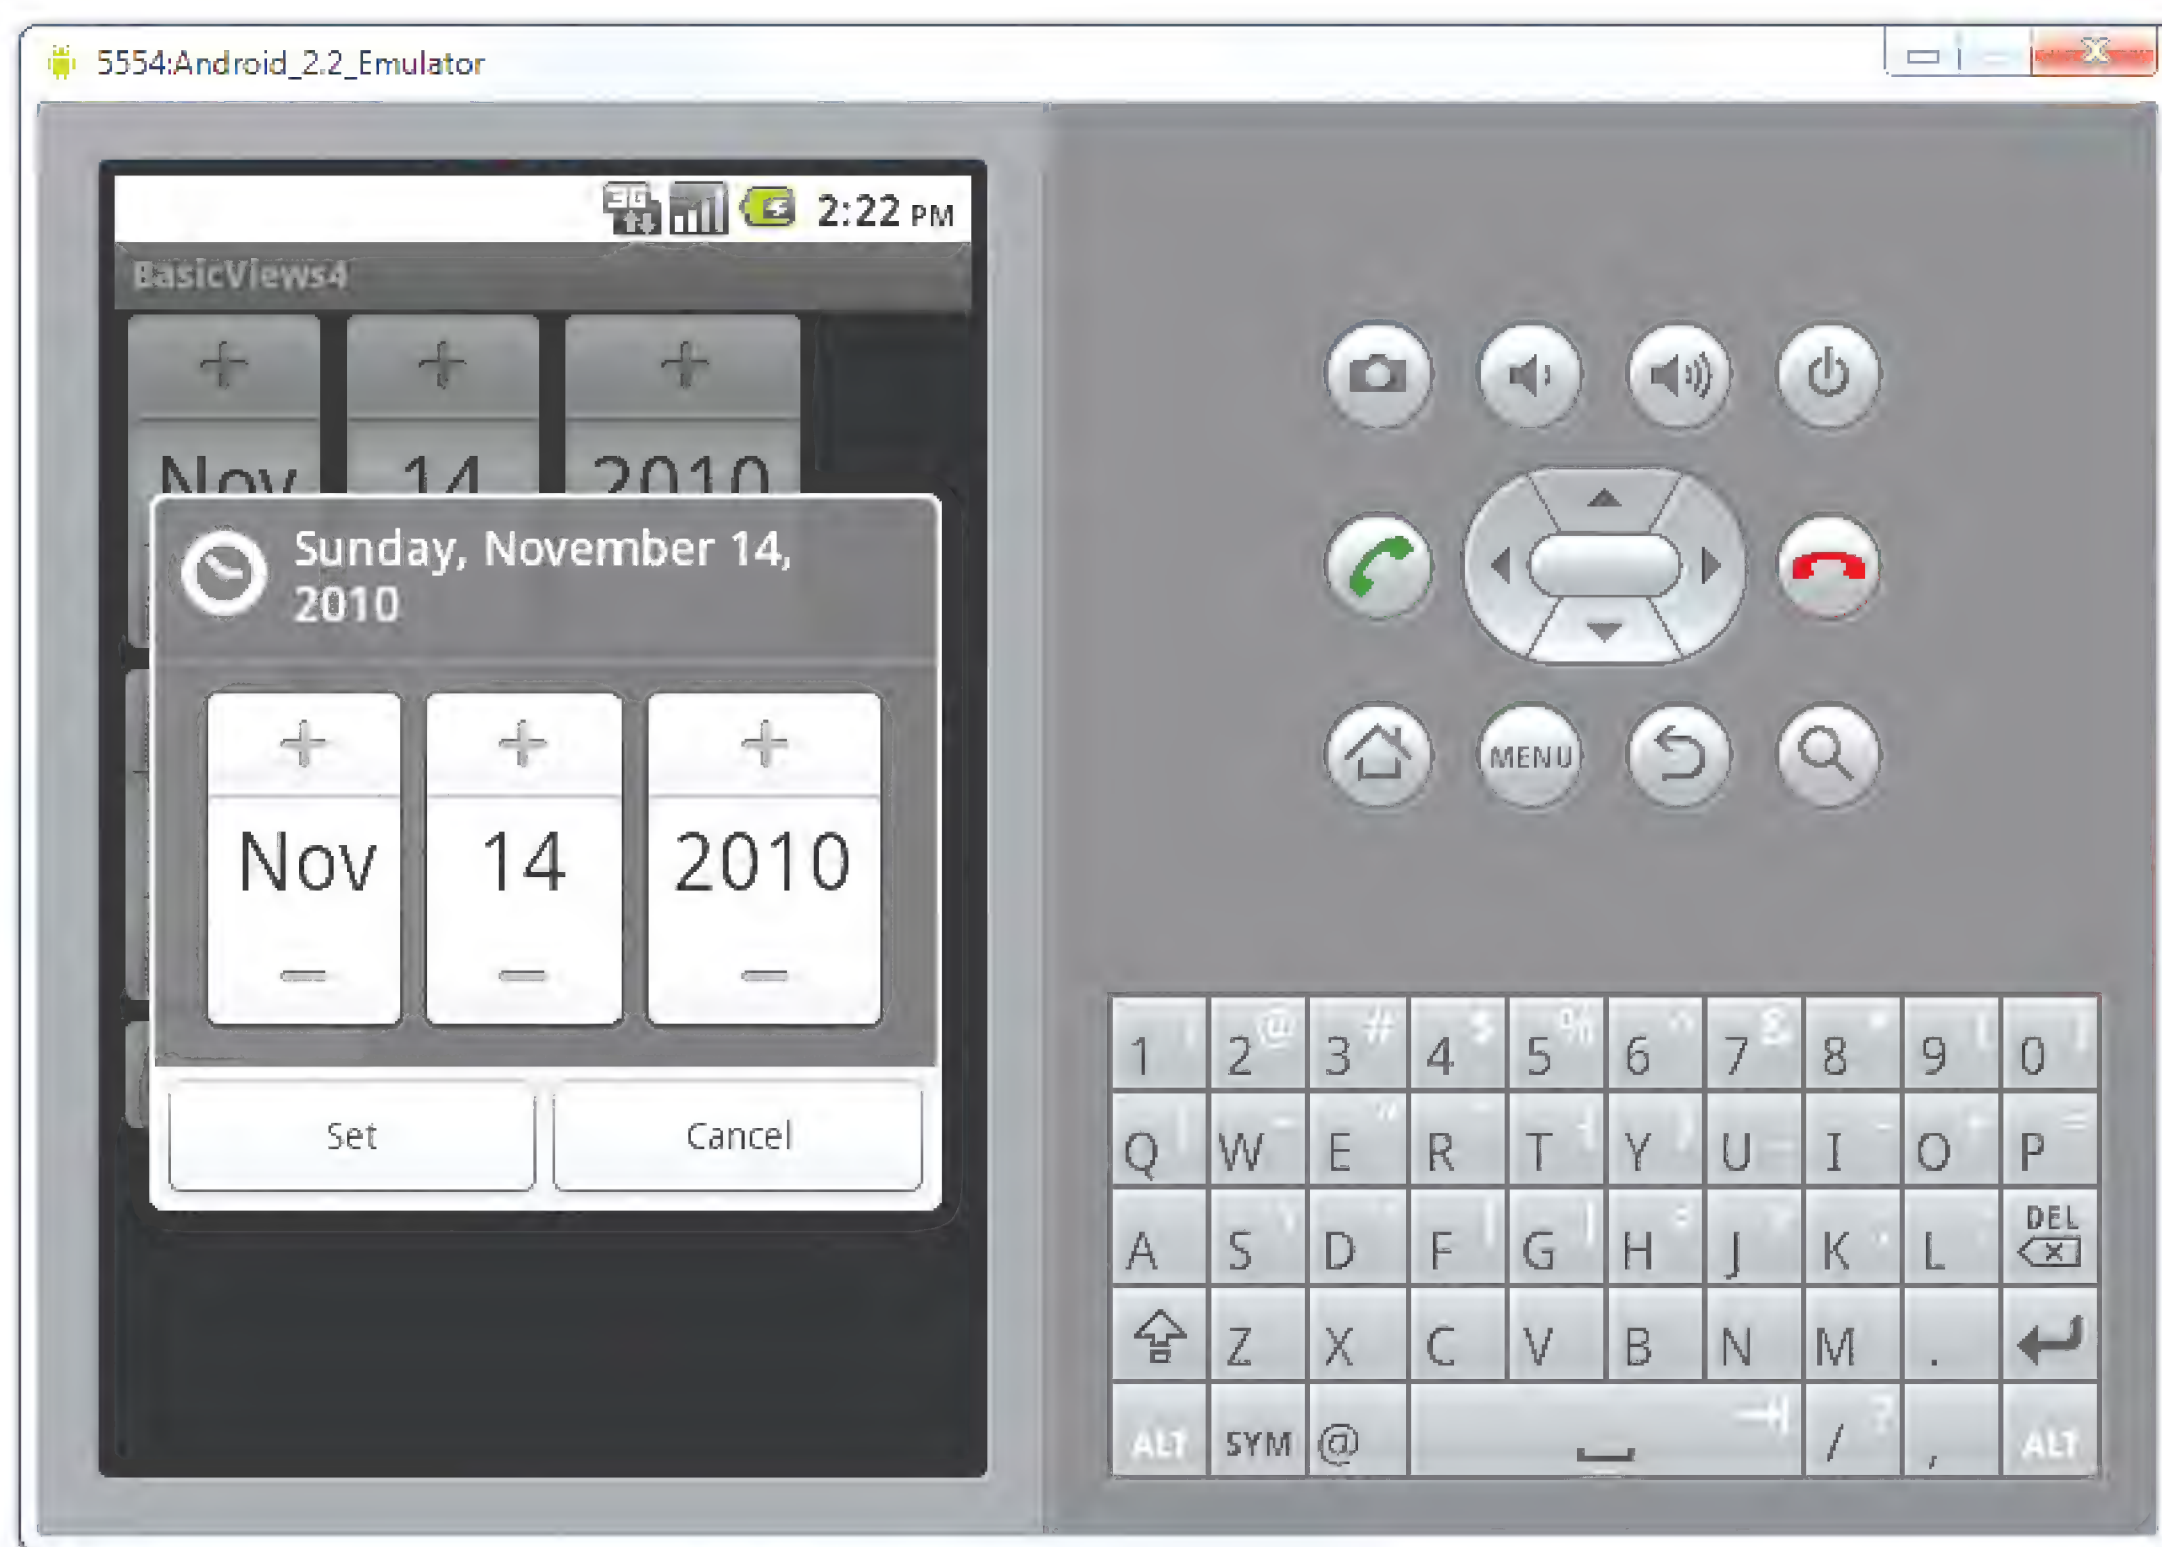 5554:Android_2.2_Emulator
3G 2:22 PM
BasicViews4
Nov 14 2010
Sunday, November 14,
2010
+ + +
Nov 14 2010
- - -
Set Cancel
MENU
1 2 @ 3 # 4 $ 5 % 6 ^ 7 8 9 0
Q W E R T Y U I O P
A S D F G H J K L DEL
Z X C V B N M .
ALT SYM @ / ? , ALT